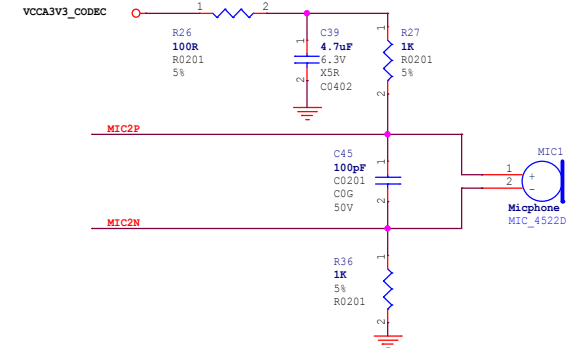 VCCA3V3_CODEC
1
2
R26
100R
R0201
5%
1
2
C39
4.7uF
6.3V
X5R
C0402
1
2
R27
1K
R0201
5%
MIC2P
1
2
C45
100pF
C0201
C0G
50V
MIC1
1
2
+
−
Micphone
MIC_4522D
MIC2N
1
2
R36
1K
5%
R0201